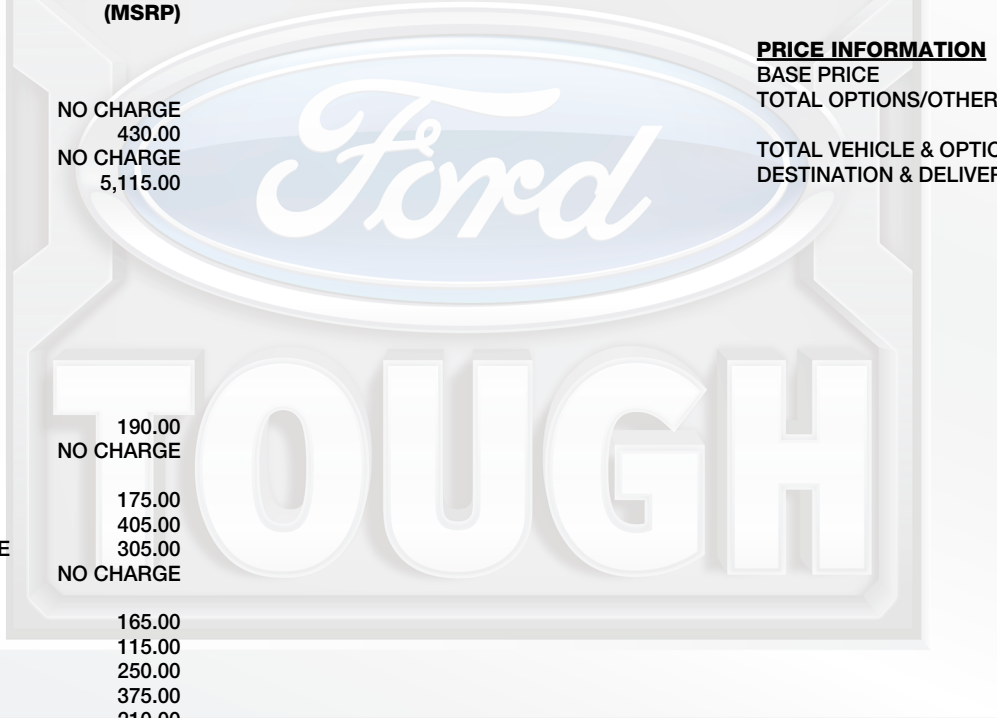 (MSRP)
NO CHARGE
430.00
NO CHARGE
5,115.00
190.00
NO CHARGE
175.00
405.00
E 305.00
NO CHARGE
165.00
115.00
250.00
375.00
210.00
PRICE INFORMATION
BASE PRICE
TOTAL OPTIONS/OTHER
TOTAL VEHICLE & OPTIO
DESTINATION & DELIVER
Ford
TOUGH